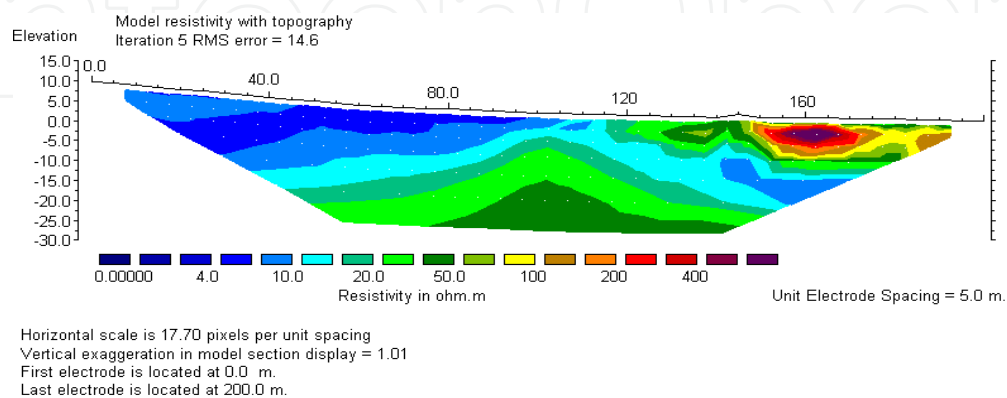 Model resistivity with topography
Elevation
Iteration 5 RMS error = 14.6
15.0
0.0
10.0
40.0
5.0
80.0
0.0
120
160
-5.0
-10.0
-15.0
-20.0
-25.0
-30.0
0.00000 4.0 10.0 20.0 50.0 100 200 400
Resistivity in ohm.m
Unit Electrode Spacing = 5.0 m.
Horizontal scale is 17.70 pixels per unit spacing
Vertical exaggeration in model section display = 1.01
First electrode is located at 0.0 m.
Last electrode is located at 200.0 m.